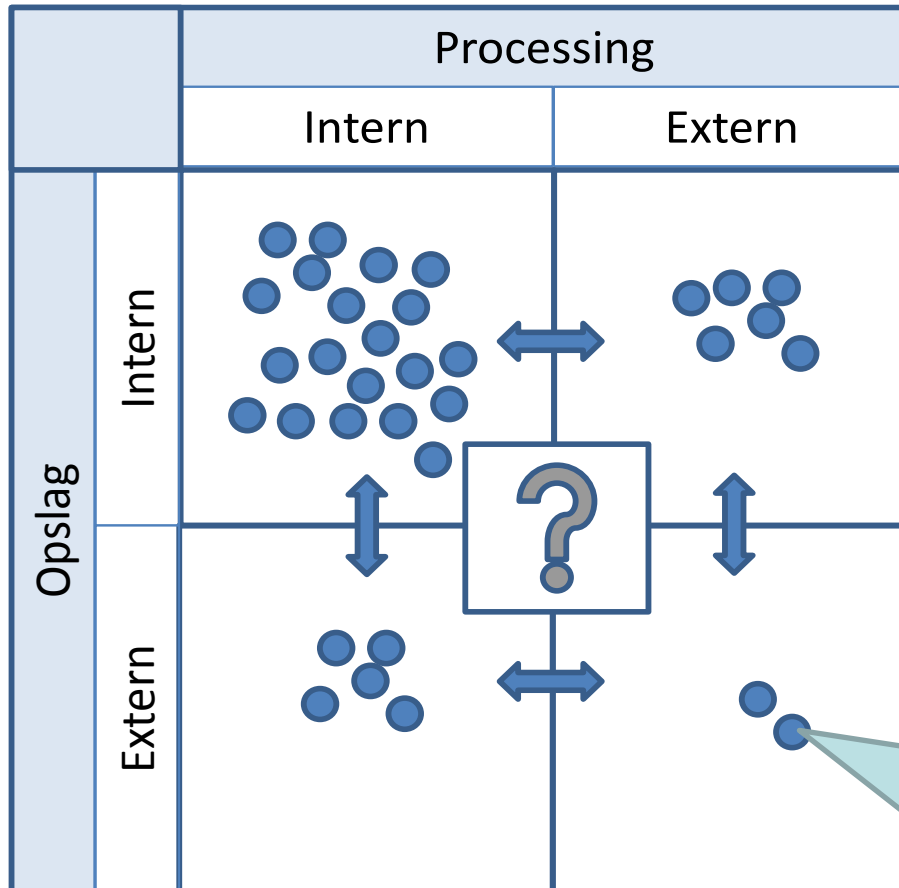 Processing
Intern
Extern
Opslag
Intern
?
Extern